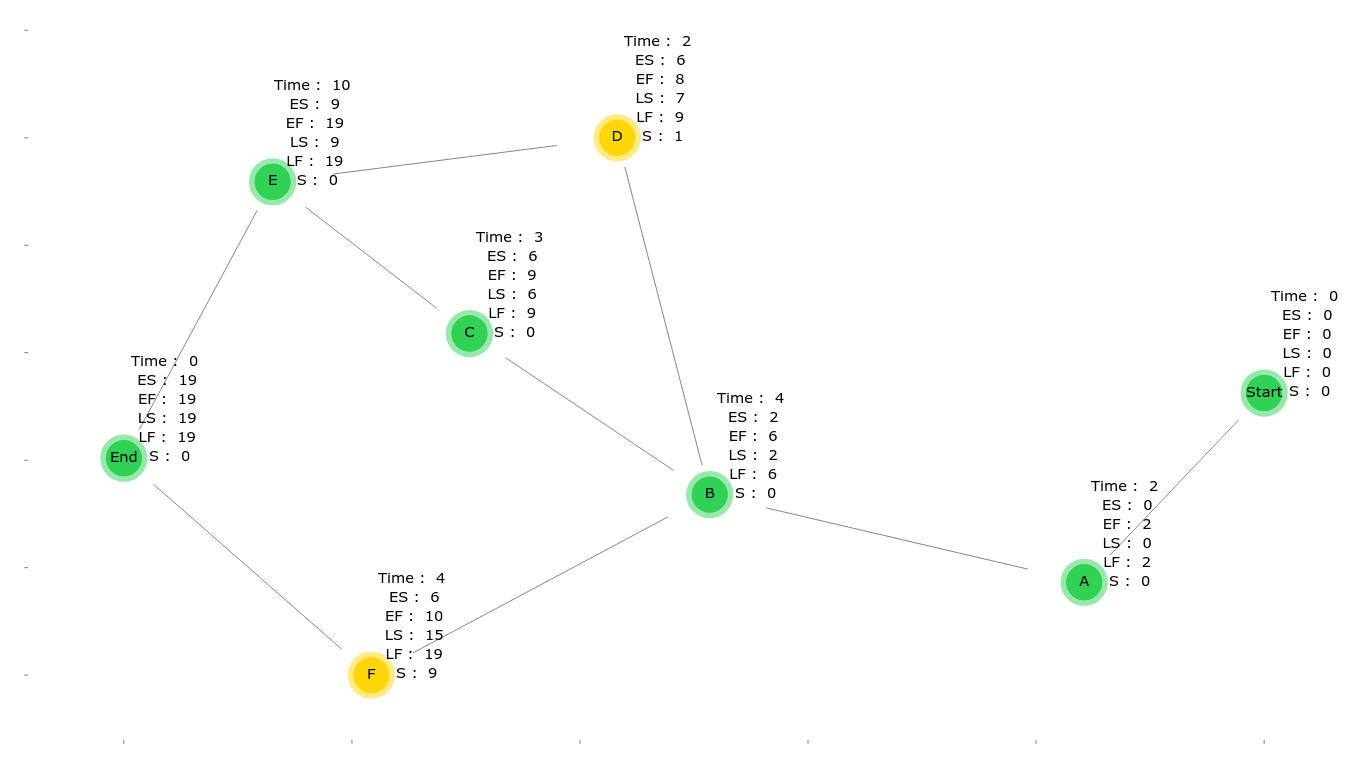 Time : 2
ES : 6
EF : 8
LS : 7
LF : 9
S : 1
D
Time : 10
ES : 9
EF : 19
LS : 9
LF : 19
S : 0
E
Time : 3
ES : 6
EF : 9
LS : 6
LF : 9
S : 0
C
Time : 0
ES : 0
EF : 0
LS : 0
LF : 0
S : 0
Start
Time : 0
ES : 19
EF : 19
LS : 19
LF : 19
S : 0
End
Time : 4
ES : 2
EF : 6
LS : 2
LF : 6
S : 0
B
Time : 2
ES : 0
EF : 2
LS : 0
LF : 2
S : 0
A
Time : 4
ES : 6
EF : 10
LS : 15
LF : 19
S : 9
F